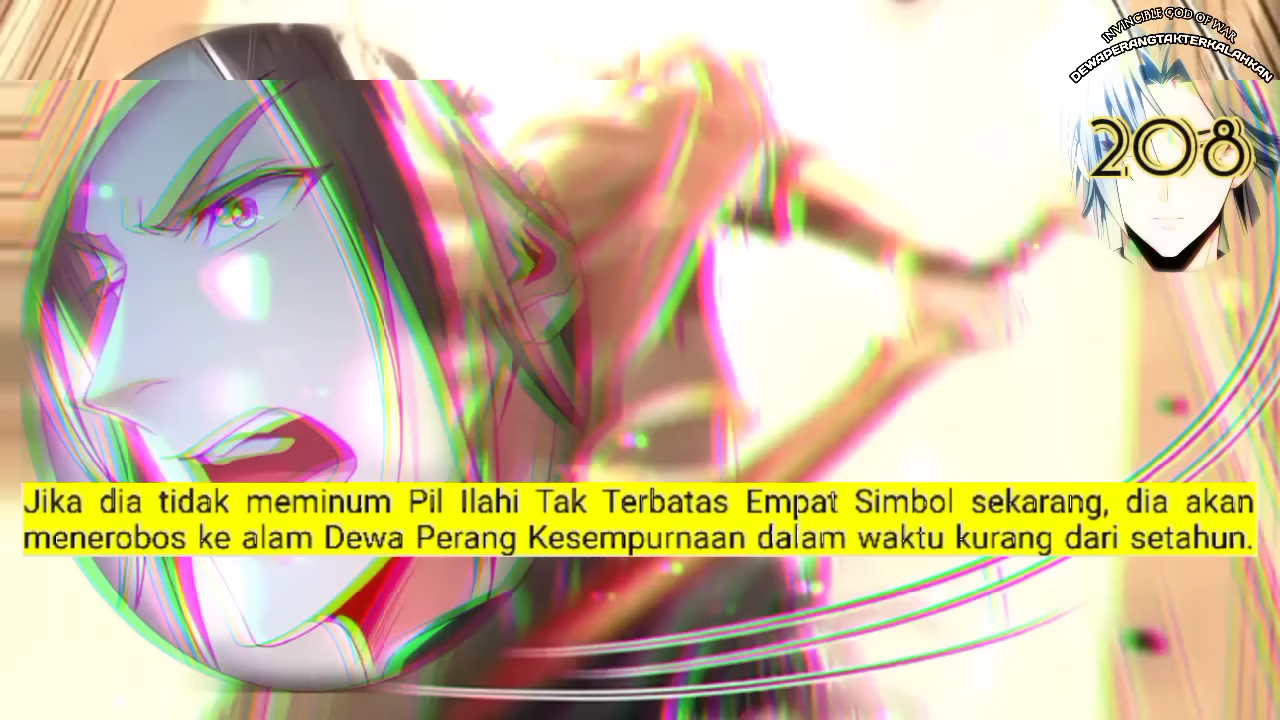 INVINCIBLE GOD OF WAR
DEWAPERANGTAKTERKALAHKAN
208
Jika dia tidak meminum Pil Ilahi Tak Terbatas Empat Simbol sekarang, dia akan
menerobos ke alam Dewa Perang Kesempurnaan dalam waktu kurang dari setahun.